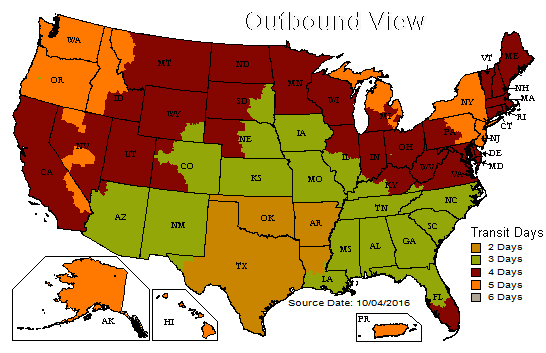 Outbound View
WA
OR
MT
ID
ND
MN
SD
WY
WI
MI
NY
VT
ME
NH
MA
RI
CT
NJ
DE
MD
PA
NV
UT
CA
CO
NE
IA
ID
IN
OH
WV
VA
KS
MO
KY
AZ
NM
OK
AR
TN
NC
SC
TX
LA
MS
AL
GA
FL
AK
HI
PR
Transit Days
2 Days
3 Days
4 Days
5 Days
6 Days
Source Date: 10/04/2016